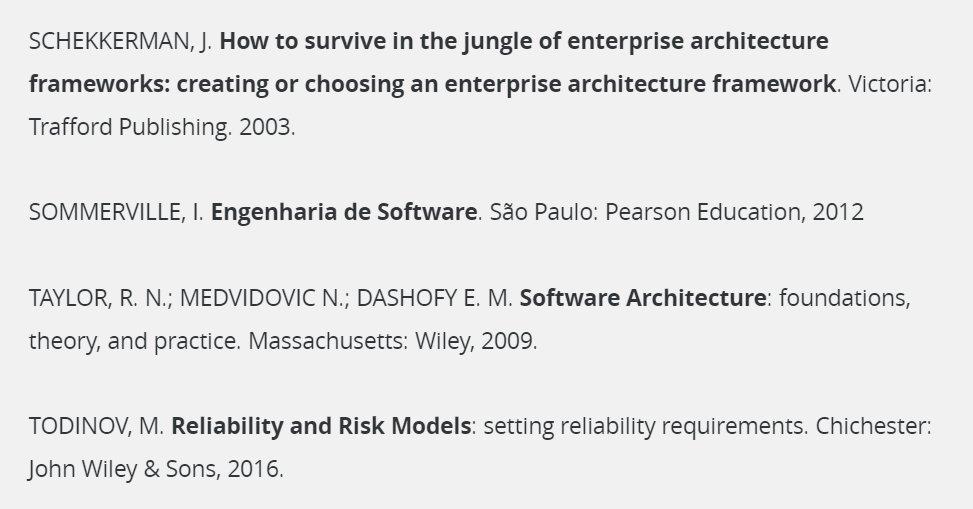 SCHEKKERMAN, J. How to survive in the jungle of enterprise architecture
frameworks: creating or choosing an enterprise architecture framework. Victoria:
Trafford Publishing. 2003.
SOMMERVILLE, I. Engenharia de Software. São Paulo: Pearson Education, 2012
TAYLOR, R. N.; MEDVIDOVIC N.; DASHOFY E. M. Software Architecture: foundations,
theory, and practice. Massachusetts: Wiley, 2009.
TODINOV, M. Reliability and Risk Models: setting reliability requirements. Chichester:
John Wiley & Sons, 2016.